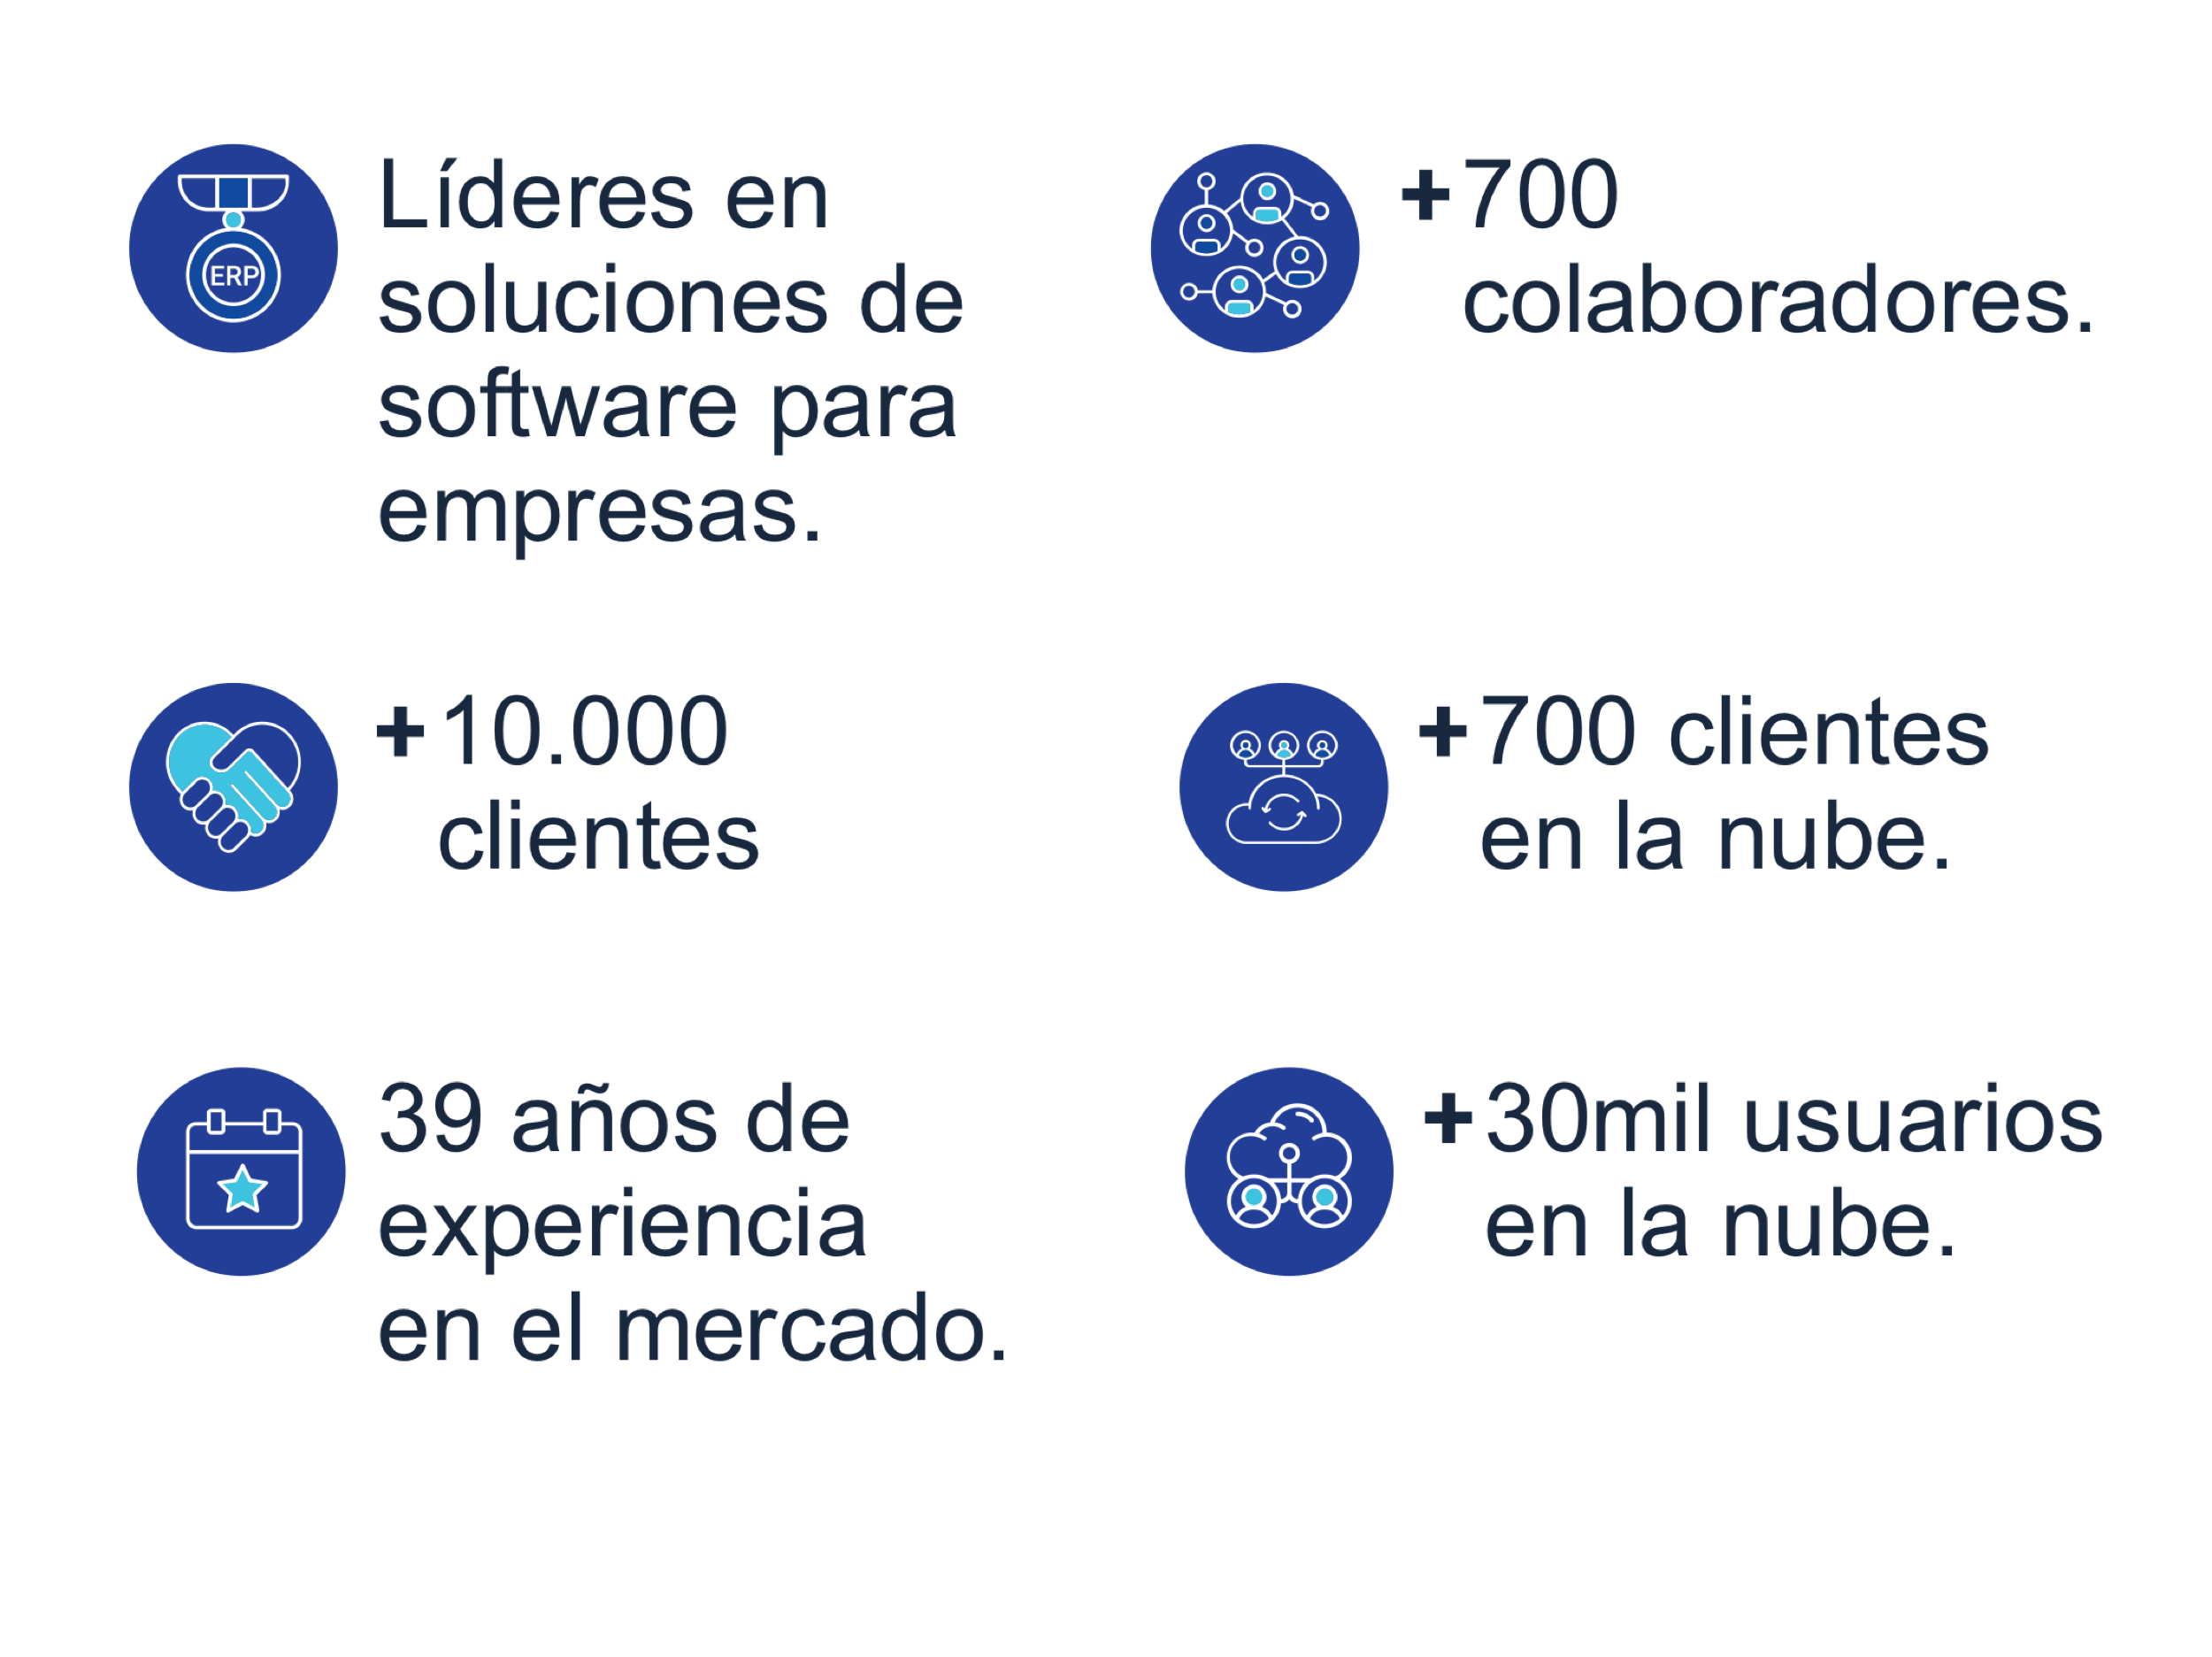 ERP
Líderes en
soluciones de
software para
empresas.
+700
colaboradores.
+10.000
clientes
+700 clientes
en la nube.
39 años de
experiencia
en el mercado.
+30mil usuarios
en la nube.